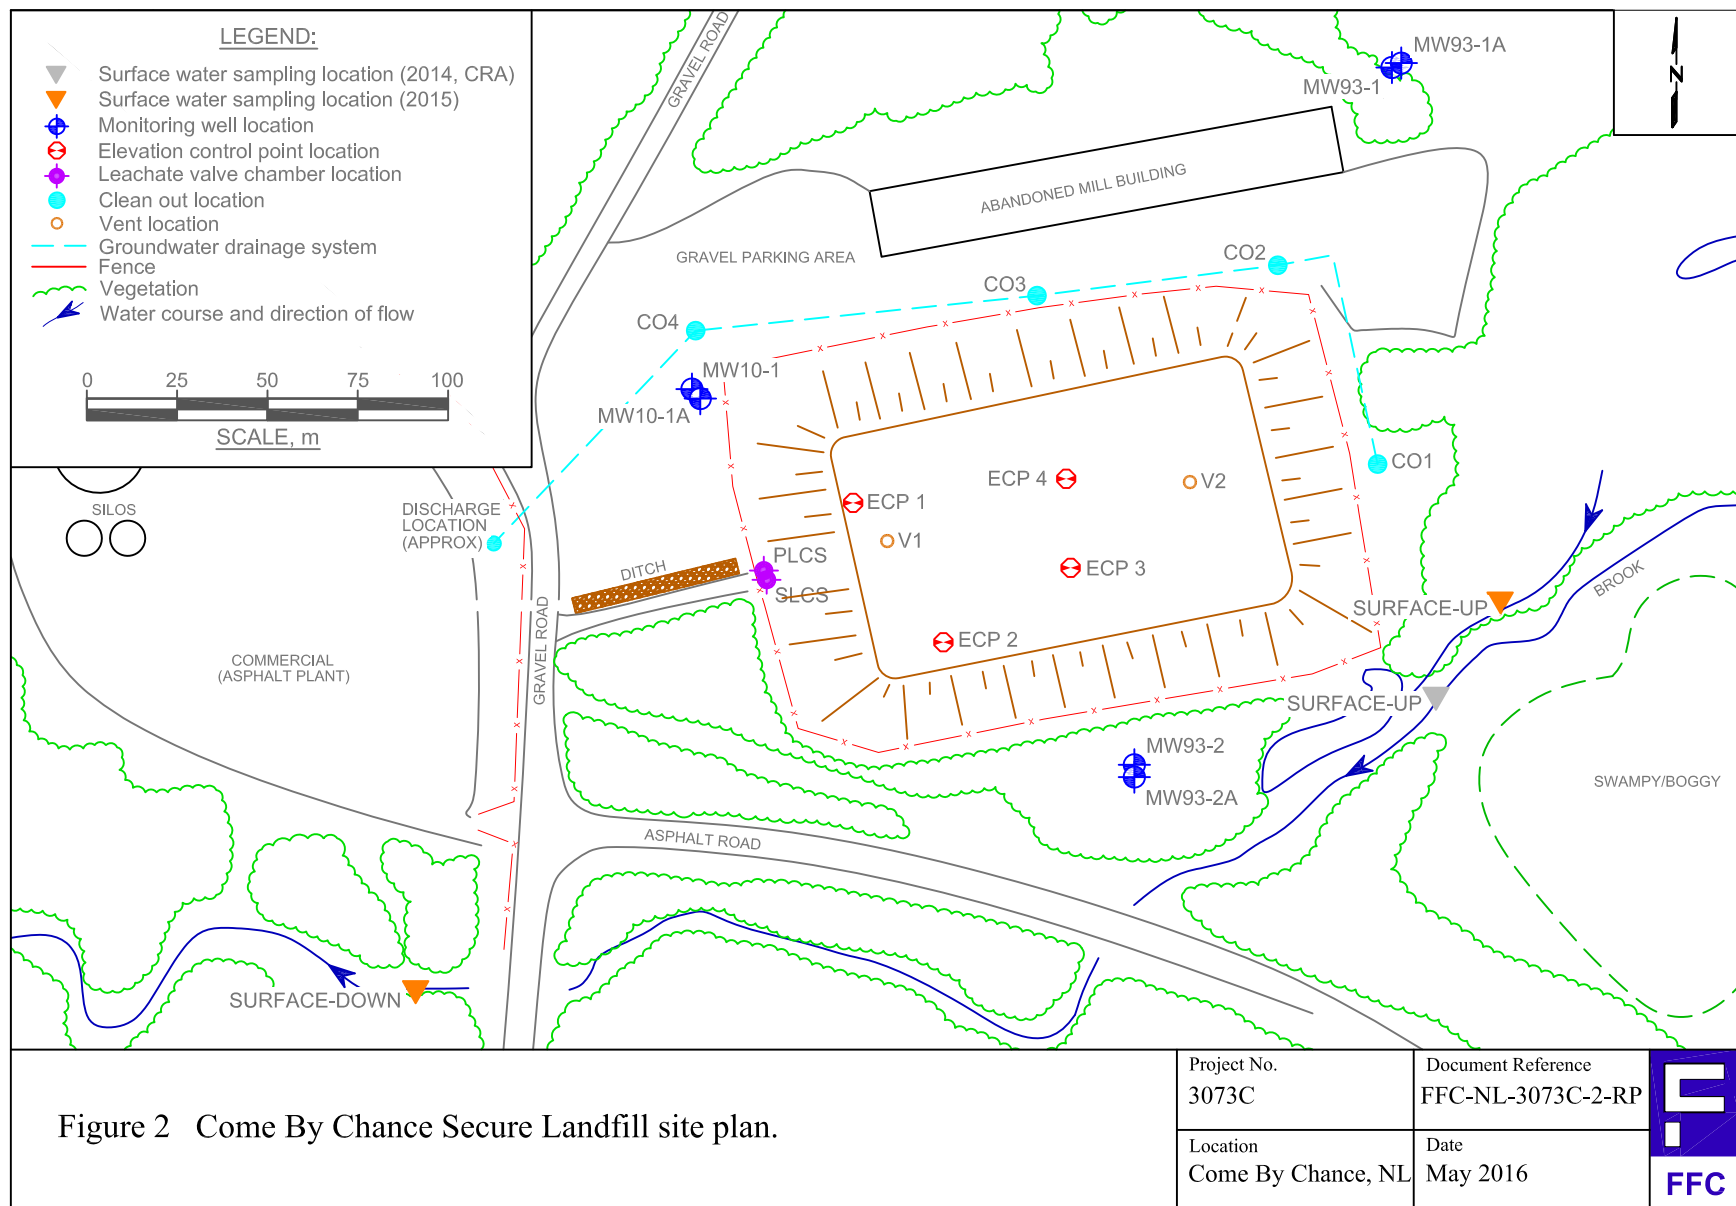 LEGEND:
Surface water sampling location (2014, CRA)
Surface water sampling location (2015)
Monitoring well location
Elevation control point location
Leachate valve chamber location
Clean out location
Vent location
Groundwater drainage system
Fence
Vegetation
Water course and direction of flow
0 25 50 75 100
SCALE, m
GRAVEL ROAD
MW93-1A
MW93-1
N
ABANDONED MILL BUILDING
GRAVEL PARKING AREA
CO2
CO3
CO4
MW10-1
MW10-1A
CO1
ECP 4
V2
ECP 1
V1
SILOS
DISCHARGE
LOCATION
(APPROX)
PLCS
DITCH
SLCS
ECP 3
BROOK
SURFACE-UP
GRAVEL ROAD
ECP 2
COMMERCIAL
(ASPHALT PLANT)
SURFACE-UP
MW93-2
MW93-2A
SWAMPY/BOGGY
ASPHALT ROAD
SURFACE-DOWN
Figure 2 Come By Chance Secure Landfill site plan.
Project No.
3073C
Document Reference
FFC-NL-3073C-2-RP
Location
Come By Chance, NL
Date
May 2016
FFC